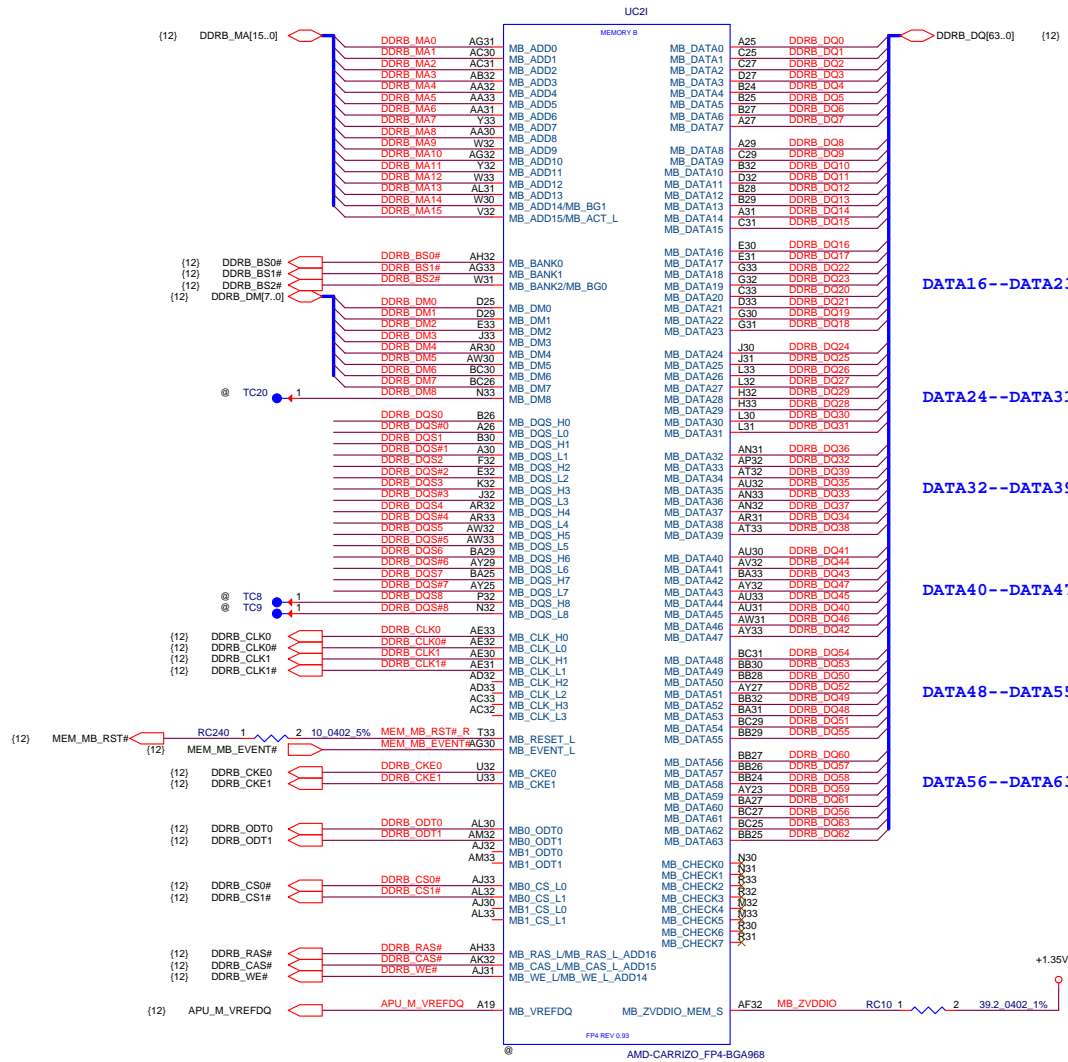 UC2I
MEMORY B
{12} DDRB_MA[15..0]
DDRB_MA0 AG31 MB_ADD0
DDRB_MA1 AC30 MB_ADD1
DDRB_MA2 AC31 MB_ADD2
DDRB_MA3 AB32 MB_ADD3
DDRB_MA4 AA32 MB_ADD4
DDRB_MA5 AA33 MB_ADD5
DDRB_MA6 AA31 MB_ADD6
DDRB_MA7 Y33 MB_ADD7
DDRB_MA8 AA30 MB_ADD8
DDRB_MA9 W32 MB_ADD9
DDRB_MA10 AG32 MB_ADD10
DDRB_MA11 Y32 MB_ADD11
DDRB_MA12 W33 MB_ADD12
DDRB_MA13 AL31 MB_ADD13
DDRB_MA14 W30 MB_ADD14/MB_BG1
DDRB_MA15 V32 MB_ADD15/MB_ACT_L
{12} DDRB_BS0# DDRB_BS0# AH32 MB_BANK0
{12} DDRB_BS1# DDRB_BS1# AG33 MB_BANK1
{12} DDRB_BS2# DDRB_BS2# W31 MB_BANK2/MB_BG0
{12} DDRB_DM[7..0]
DDRB_DM0 D25 MB_DM0
DDRB_DM1 D29 MB_DM1
DDRB_DM2 E33 MB_DM2
DDRB_DM3 J33 MB_DM3
DDRB_DM4 AR30 MB_DM4
DDRB_DM5 AW30 MB_DM5
DDRB_DM6 BC30 MB_DM6
DDRB_DM7 BC26 MB_DM7
@ TC20 1 DDRB_DM8 N33 MB_DM8
DDRB_DQS0 B26 MB_DQS_H0
DDRB_DQS#0 A26 MB_DQS_L0
DDRB_DQS1 B30 MB_DQS_H1
DDRB_DQS#1 A30 MB_DQS_L1
DDRB_DQS2 F32 MB_DQS_H2
DDRB_DQS#2 E32 MB_DQS_L2
DDRB_DQS3 K32 MB_DQS_H3
DDRB_DQS#3 J32 MB_DQS_L3
DDRB_DQS4 AR32 MB_DQS_H4
DDRB_DQS#4 AR33 MB_DQS_L4
DDRB_DQS5 AW32 MB_DQS_H5
DDRB_DQS#5 AW33 MB_DQS_L5
DDRB_DQS6 BA29 MB_DQS_H6
DDRB_DQS#6 AY29 MB_DQS_L6
DDRB_DQS7 BA25 MB_DQS_H7
DDRB_DQS#7 AY25 MB_DQS_L7
@ TC8 1 DDRB_DQS8 P32 MB_DQS_H8
@ TC9 1 DDRB_DQS#8 N32 MB_DQS_L8
{12} DDRB_CLK0 DDRB_CLK0 AE33 MB_CLK_H0
{12} DDRB_CLK0# DDRB_CLK0# AE32 MB_CLK_L0
{12} DDRB_CLK1 DDRB_CLK1 AE30 MB_CLK_H1
{12} DDRB_CLK1# DDRB_CLK1# AE31 MB_CLK_L1
AD32 MB_CLK_H2
AD33 MB_CLK_L2
AC33 MB_CLK_H3
AC32 MB_CLK_L3
{12} MEM_MB_RST# RC240 1 2 10_0402_5% MEM_MB_RST#_R T33 MB_RESET_L
{12} MEM_MB_EVENT# MEM_MB_EVENT# AG30 MB_EVENT_L
{12} DDRB_CKE0 DDRB_CKE0 U32 MB_CKE0
{12} DDRB_CKE1 DDRB_CKE1 U33 MB_CKE1
{12} DDRB_ODT0 DDRB_ODT0 AL30 MB0_ODT0
{12} DDRB_ODT1 DDRB_ODT1 AM32 MB0_ODT1
AJ32 MB1_ODT0
AM33 MB1_ODT1
{12} DDRB_CS0# DDRB_CS0# AJ33 MB0_CS_L0
{12} DDRB_CS1# DDRB_CS1# AL32 MB0_CS_L1
AJ30 MB1_CS_L0
AL33 MB1_CS_L1
{12} DDRB_RAS# DDRB_RAS# AH33 MB_RAS_L/MB_RAS_L_ADD16
{12} DDRB_CAS# DDRB_CAS# AK32 MB_CAS_L/MB_CAS_L_ADD15
{12} DDRB_WE# DDRB_WE# AJ31 MB_WE_L/MB_WE_L_ADD14
{12} APU_M_VREFDQ APU_M_VREFDQ A19 MB_VREFDQ
DDRB_DQ[63..0] {12}
MB_DATA0 A25 DDRB_DQ0
MB_DATA1 C25 DDRB_DQ1
MB_DATA2 C27 DDRB_DQ2
MB_DATA3 D27 DDRB_DQ3
MB_DATA4 B24 DDRB_DQ4
MB_DATA5 B25 DDRB_DQ5
MB_DATA6 B27 DDRB_DQ6
MB_DATA7 A27 DDRB_DQ7
MB_DATA8 A29 DDRB_DQ8
MB_DATA9 C29 DDRB_DQ9
MB_DATA10 B32 DDRB_DQ10
MB_DATA11 D32 DDRB_DQ11
MB_DATA12 B28 DDRB_DQ12
MB_DATA13 B29 DDRB_DQ13
MB_DATA14 A31 DDRB_DQ14
MB_DATA15 C31 DDRB_DQ15
MB_DATA16 E30 DDRB_DQ16
MB_DATA17 E31 DDRB_DQ17
MB_DATA18 G33 DDRB_DQ22
MB_DATA19 G32 DDRB_DQ23
MB_DATA20 C33 DDRB_DQ20
MB_DATA21 D33 DDRB_DQ21
MB_DATA22 G30 DDRB_DQ19
MB_DATA23 G31 DDRB_DQ18
DATA16--DATA23
MB_DATA24 J30 DDRB_DQ24
MB_DATA25 J31 DDRB_DQ25
MB_DATA26 L33 DDRB_DQ26
MB_DATA27 L32 DDRB_DQ27
MB_DATA28 H32 DDRB_DQ29
MB_DATA29 H33 DDRB_DQ28
MB_DATA30 L30 DDRB_DQ30
MB_DATA31 L31 DDRB_DQ31
DATA24--DATA31
MB_DATA32 AN31 DDRB_DQ36
MB_DATA33 AP32 DDRB_DQ32
MB_DATA34 AT32 DDRB_DQ39
MB_DATA35 AU32 DDRB_DQ35
MB_DATA36 AN33 DDRB_DQ33
MB_DATA37 AN32 DDRB_DQ37
MB_DATA38 AR31 DDRB_DQ34
MB_DATA39 AT33 DDRB_DQ38
DATA32--DATA39
MB_DATA40 AU30 DDRB_DQ41
MB_DATA41 AV32 DDRB_DQ44
MB_DATA42 BA33 DDRB_DQ43
MB_DATA43 AY32 DDRB_DQ47
MB_DATA44 AU33 DDRB_DQ45
MB_DATA45 AU31 DDRB_DQ40
MB_DATA46 AW31 DDRB_DQ46
MB_DATA47 AY33 DDRB_DQ42
DATA40--DATA47
MB_DATA48 BC31 DDRB_DQ54
MB_DATA49 BB30 DDRB_DQ53
MB_DATA50 BB28 DDRB_DQ50
MB_DATA51 AY27 DDRB_DQ52
MB_DATA52 BB32 DDRB_DQ49
MB_DATA53 BA31 DDRB_DQ48
MB_DATA54 BC29 DDRB_DQ51
MB_DATA55 BB29 DDRB_DQ55
DATA48--DATA55
MB_DATA56 BB27 DDRB_DQ60
MB_DATA57 BB26 DDRB_DQ57
MB_DATA58 BB24 DDRB_DQ58
MB_DATA59 AY23 DDRB_DQ59
MB_DATA60 BA27 DDRB_DQ61
MB_DATA61 BC27 DDRB_DQ56
MB_DATA62 BC25 DDRB_DQ63
MB_DATA63 BB25 DDRB_DQ62
DATA56--DATA63
MB_CHECK0 N30
MB_CHECK1 N31
MB_CHECK2 R33
MB_CHECK3 R32
MB_CHECK4 M32
MB_CHECK5 M33
MB_CHECK6 R30
MB_CHECK7 R31
+1.35V
MB_ZVDDIO_MEM_S AF32 MB_ZVDDIO RC10 1 2 39.2_0402_1%
FP4 REV 0.93
@ AMD-CARRIZO_FP4-BGA968